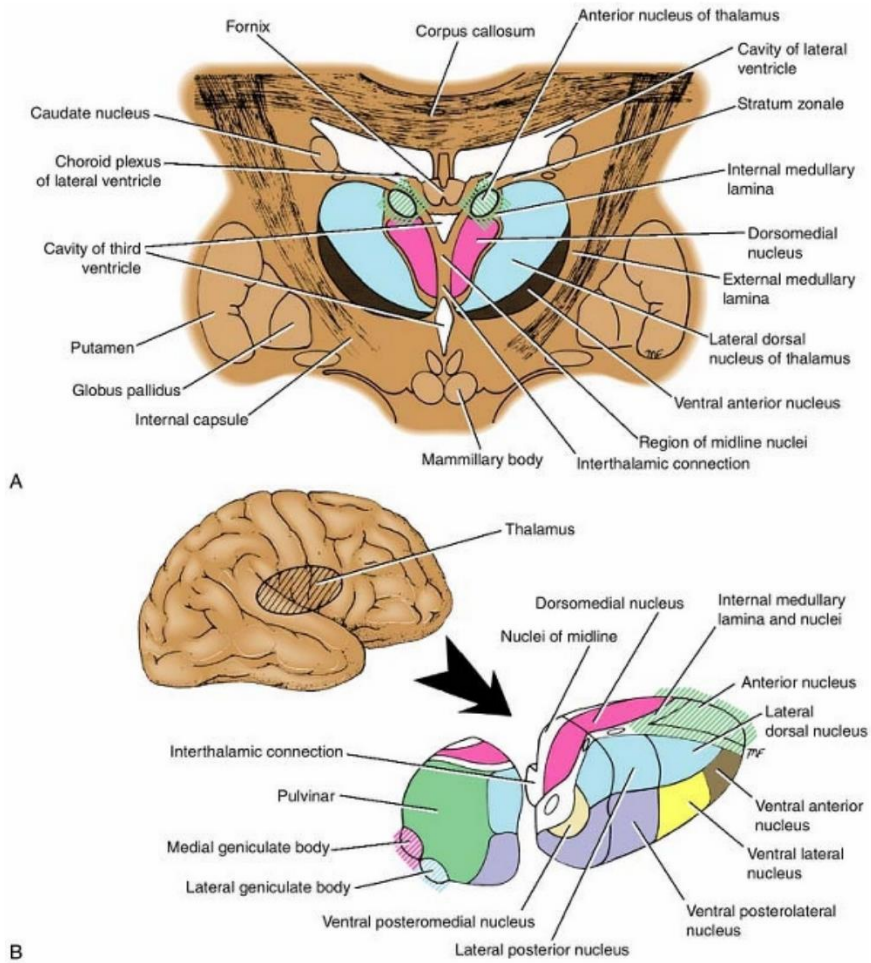 Fornix
Corpus callosum
Anterior nucleus of thalamus
Cavity of lateral
ventricle
Caudate nucleus
Stratum zonale
Choroid plexus
of lateral ventricle
Internal medullary
lamina
Cavity of third
ventricle
Dorsomedial
nucleus
External medullary
lamina
Putamen
Lateral dorsal
nucleus of thalamus
Globus pallidus
Internal capsule
Ventral anterior nucleus
Region of midline nuclei
Mammillary body
Interthalamic connection
A
Thalamus
Dorsomedial nucleus
Internal medullary
lamina and nuclei
Nuclei of midline
Anterior nucleus
Lateral
dorsal nucleus
Interthalamic connection
Pulvinar
Ventral anterior
nucleus
Medial geniculate body
Ventral lateral
nucleus
Lateral geniculate body
Ventral posteromedial nucleus
Ventral posterolateral
nucleus
Lateral posterior nucleus
B